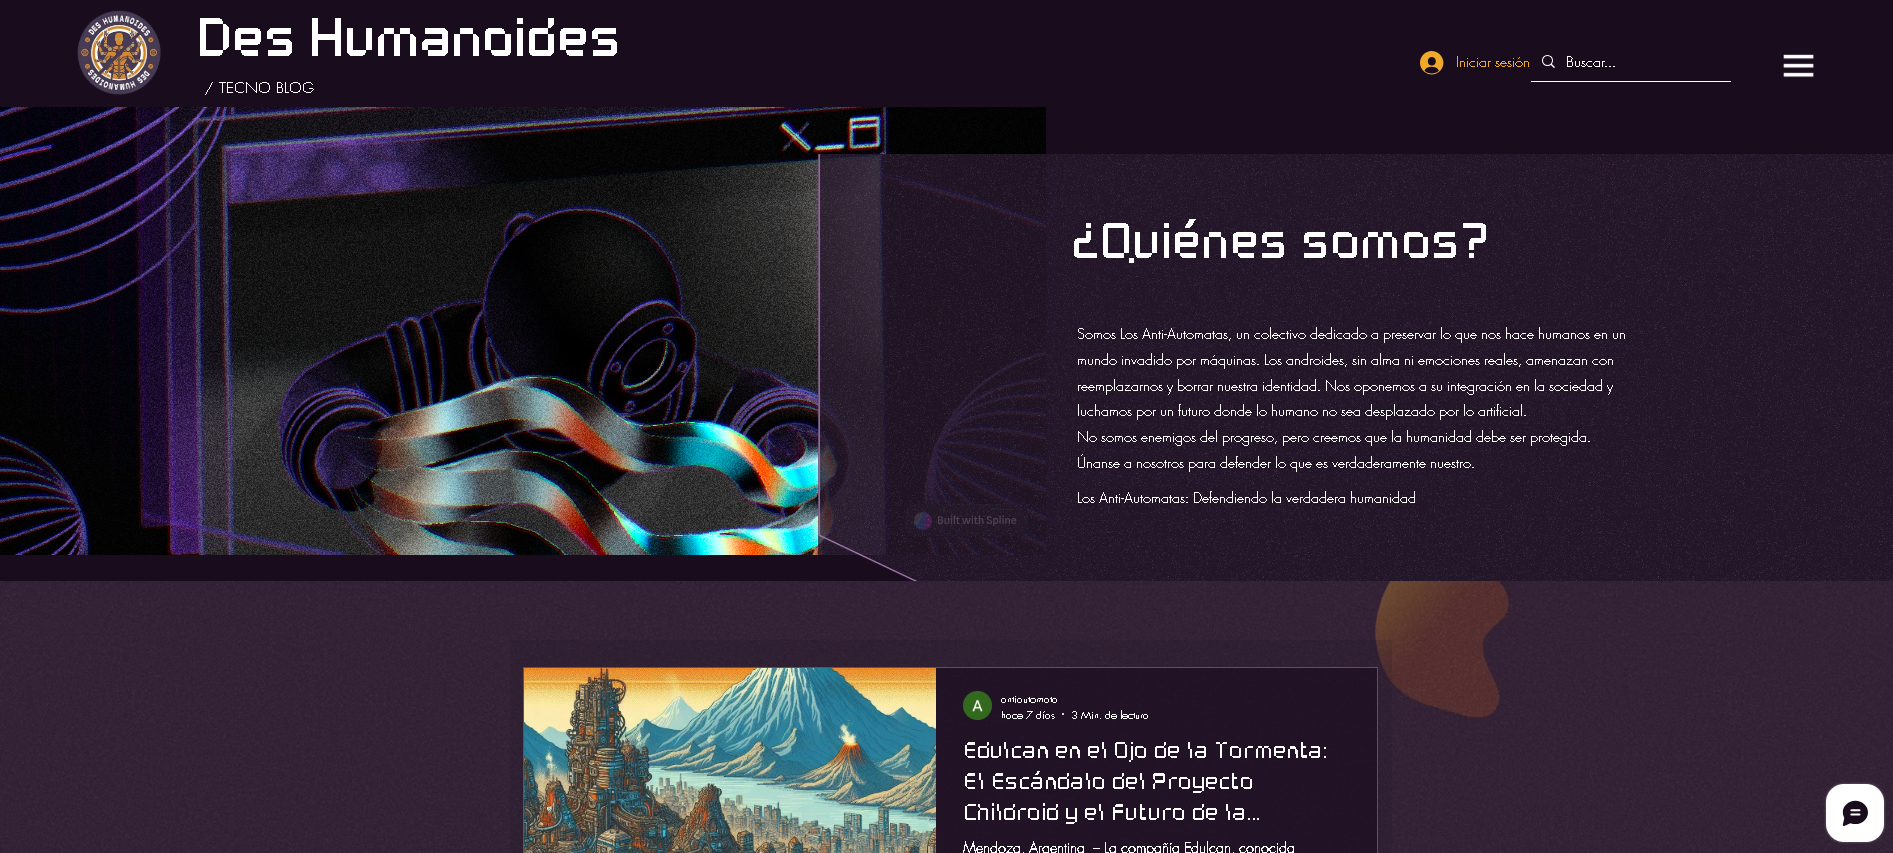 DES HUMANOIDES
DES HUMANOIDES
Des Humanoides
/ TECNO BLOG
Iniciar sesión
Buscar...
X_
¿Quiénes somos?
Somos Los Anti-Automatas, un colectivo dedicado a preservar lo que nos hace humanos en un
mundo invadido por máquinas. Los androides, sin alma ni emociones reales, amenazan con
reemplazarnos y borrar nuestra identidad. Nos oponemos a su integración en la sociedad y
luchamos por un futuro donde lo humano no sea desplazado por lo artificial.
No somos enemigos del progreso, pero creemos que la humanidad debe ser protegida.
Únanse a nosotros para defender lo que es verdaderamente nuestro.
Los Anti-Automatas: Defendiendo la verdadera humanidad
Built with Spline
A
antiautomata
hace 7 días · 3 Min. de lectura
Edulcan en el Ojo de la Tormenta:
El Escándalo del Proyecto
Childroid y el Futuro de la...
Mendoza, Argentina – La compañía Edulcan, conocida